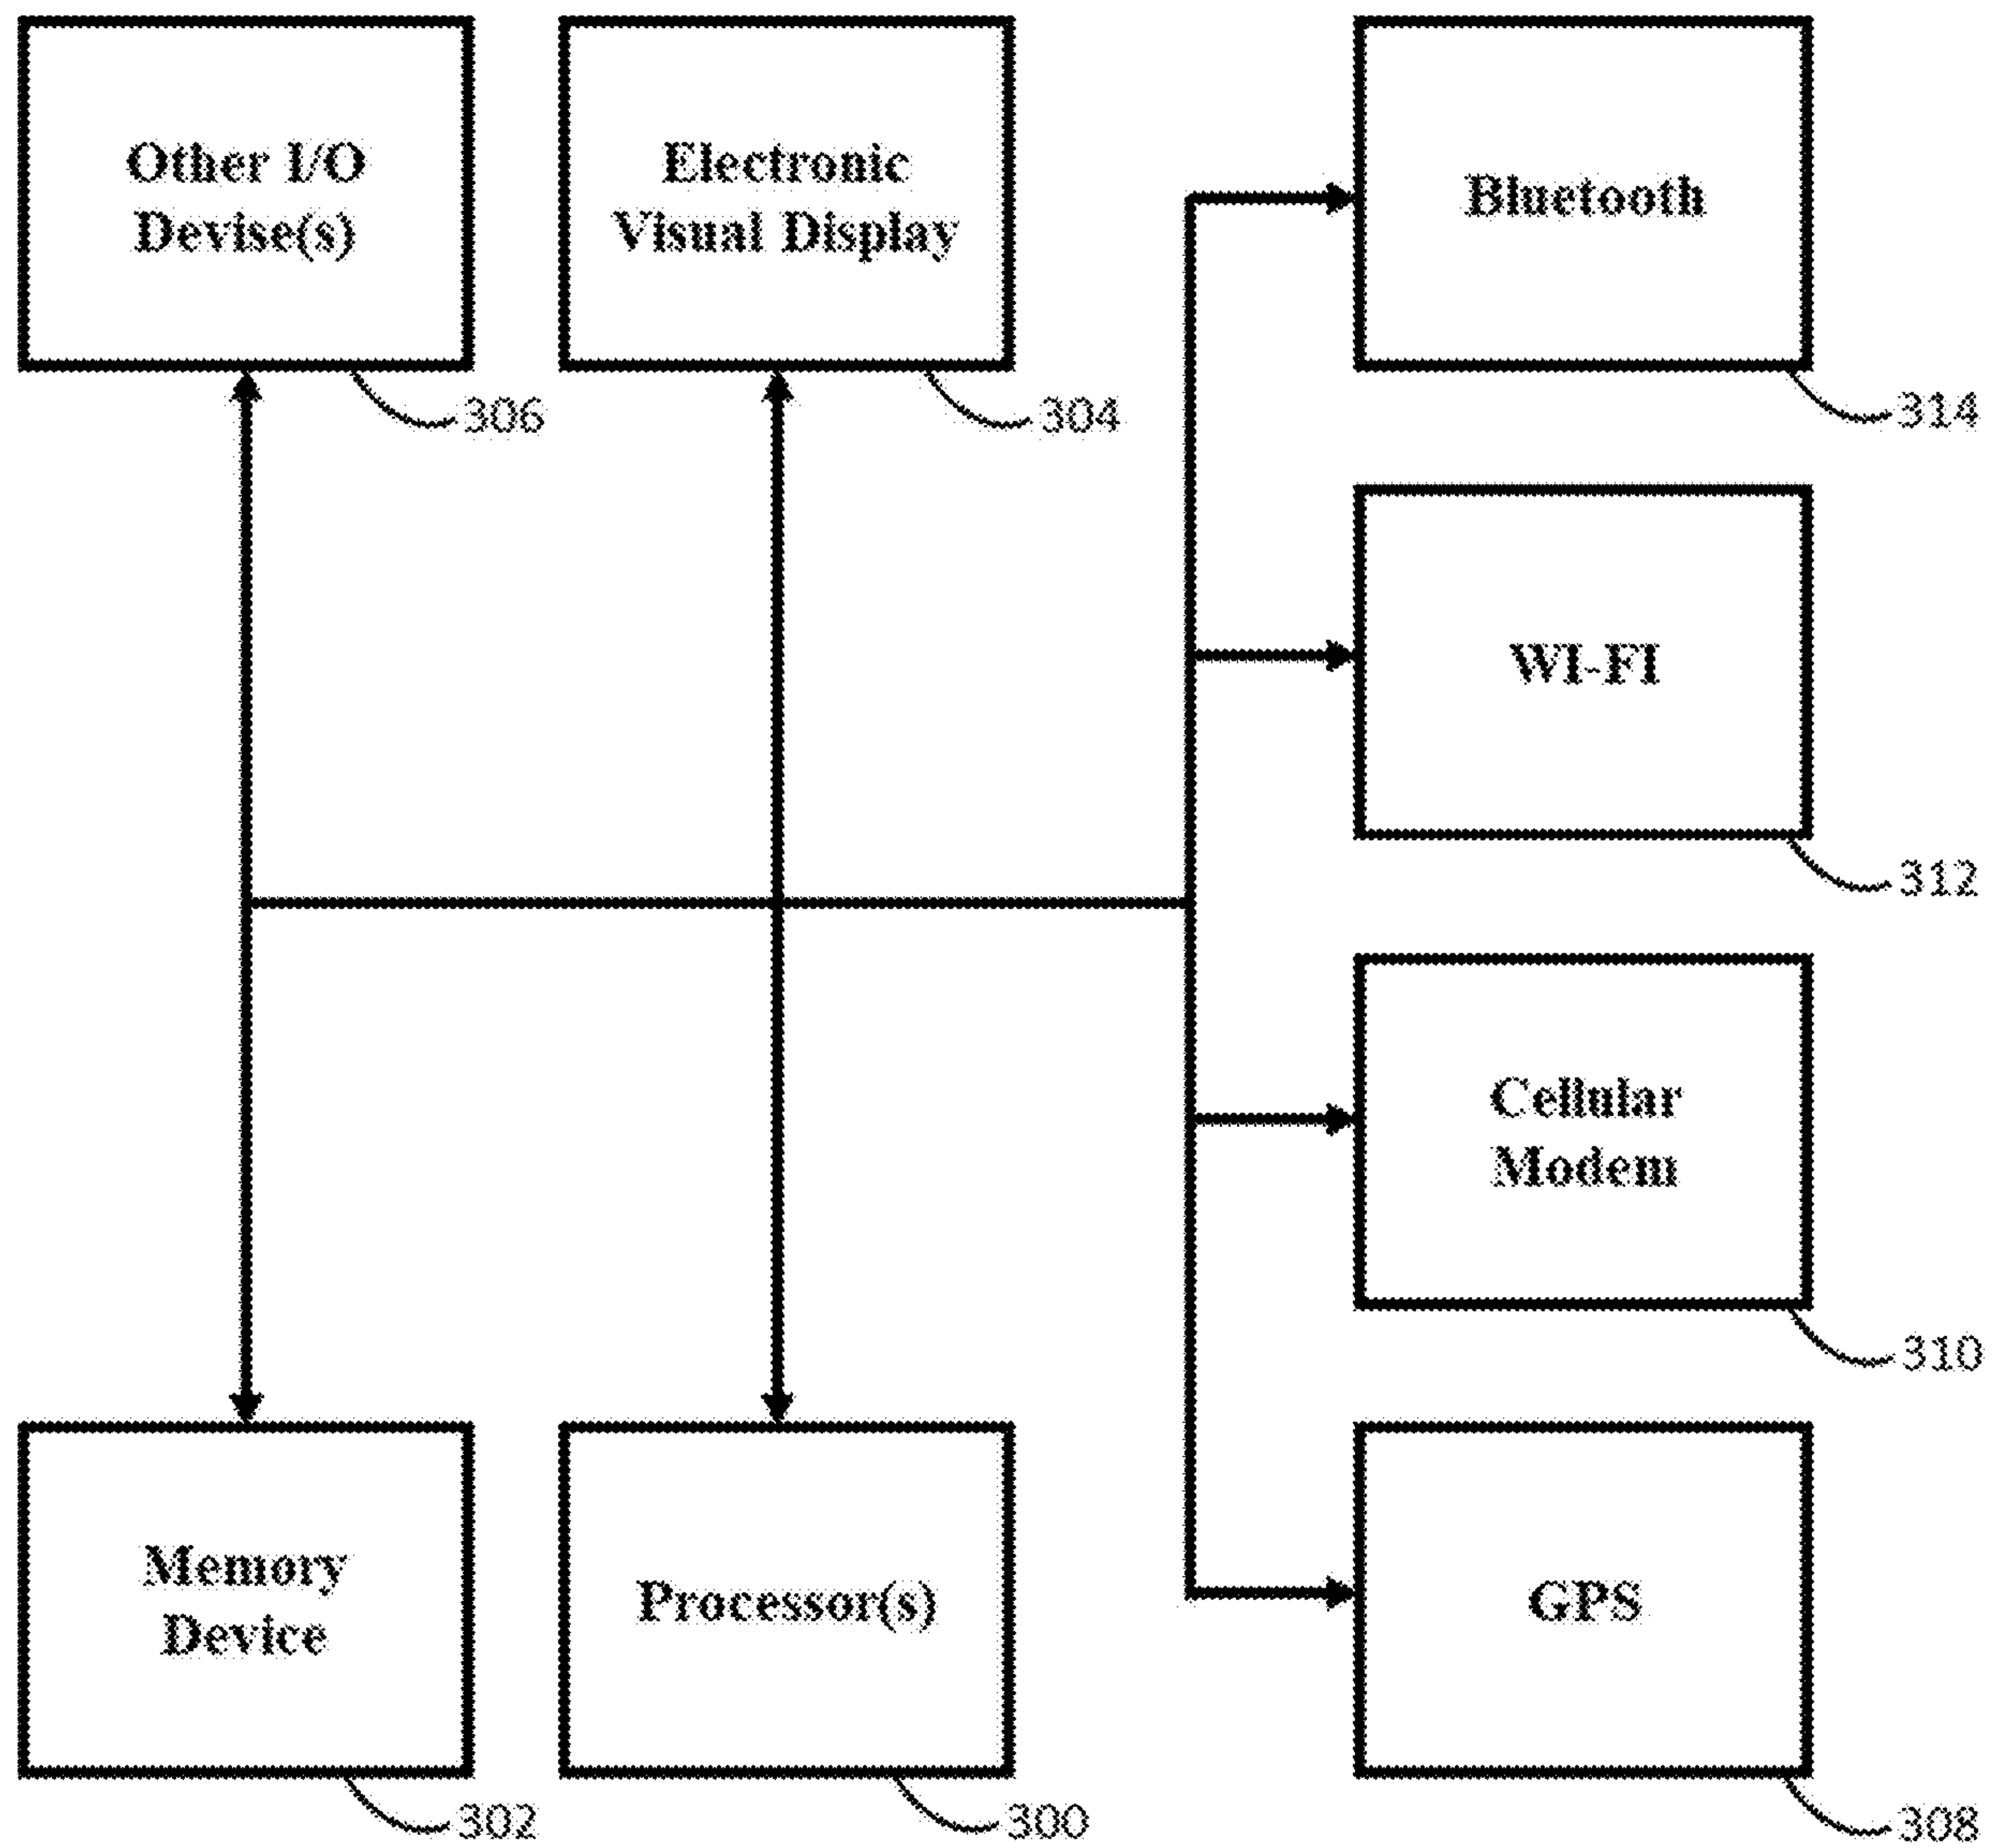 Other I/O
Devise(s)
306
Electronic
Visual Display
304
Bluetooth
314
WI-FI
312
Cellular
Modem
310
Memory
Device
302
Processor(s)
300
GPS
308